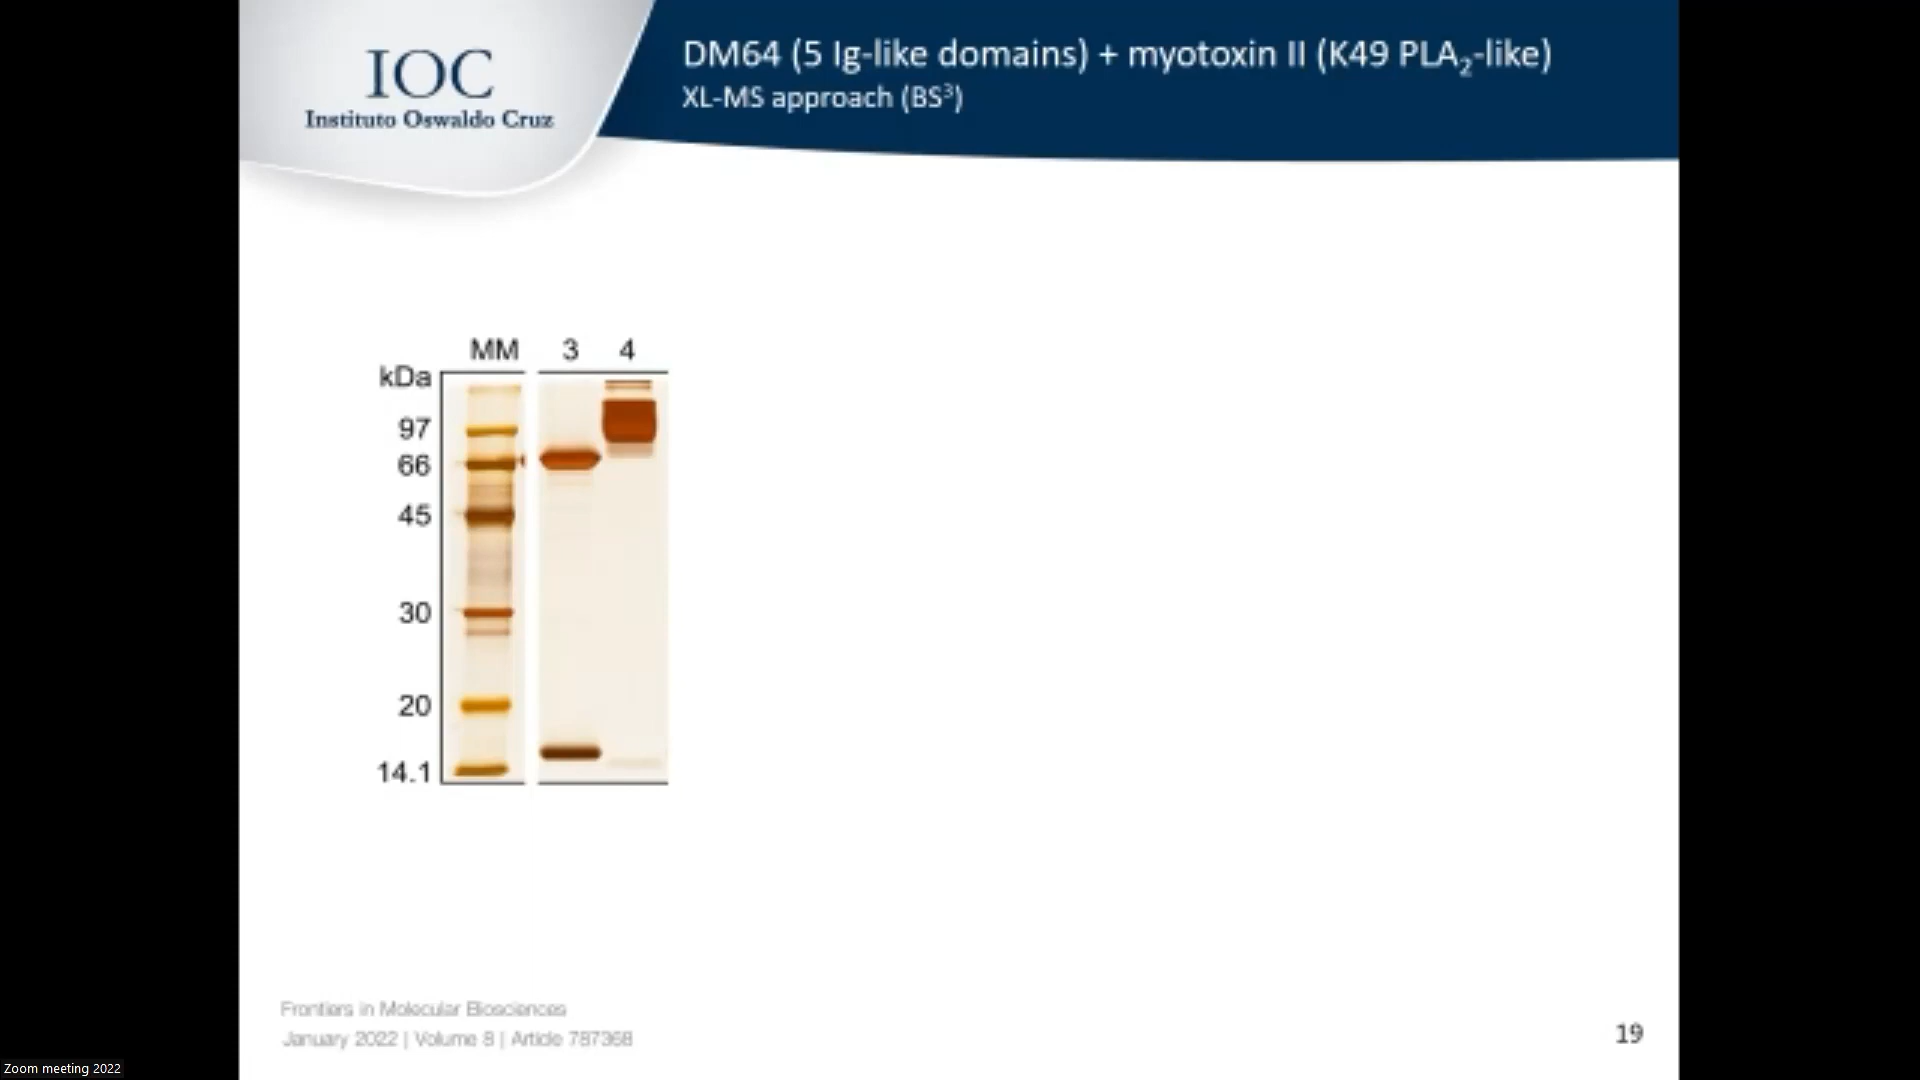 IOC
Instituto Oswaldo Cruz
DM64 (5 Ig-like domains) + myotoxin II (K49 PLA₂-like)
XL-MS approach (BS³)
MM 3 4
kDa
97
66
45
30
20
14.1
Frontiers in Molecular Biosciences
January 2022 | Volume 8 | Article 787368
19
Zoom meeting 2022